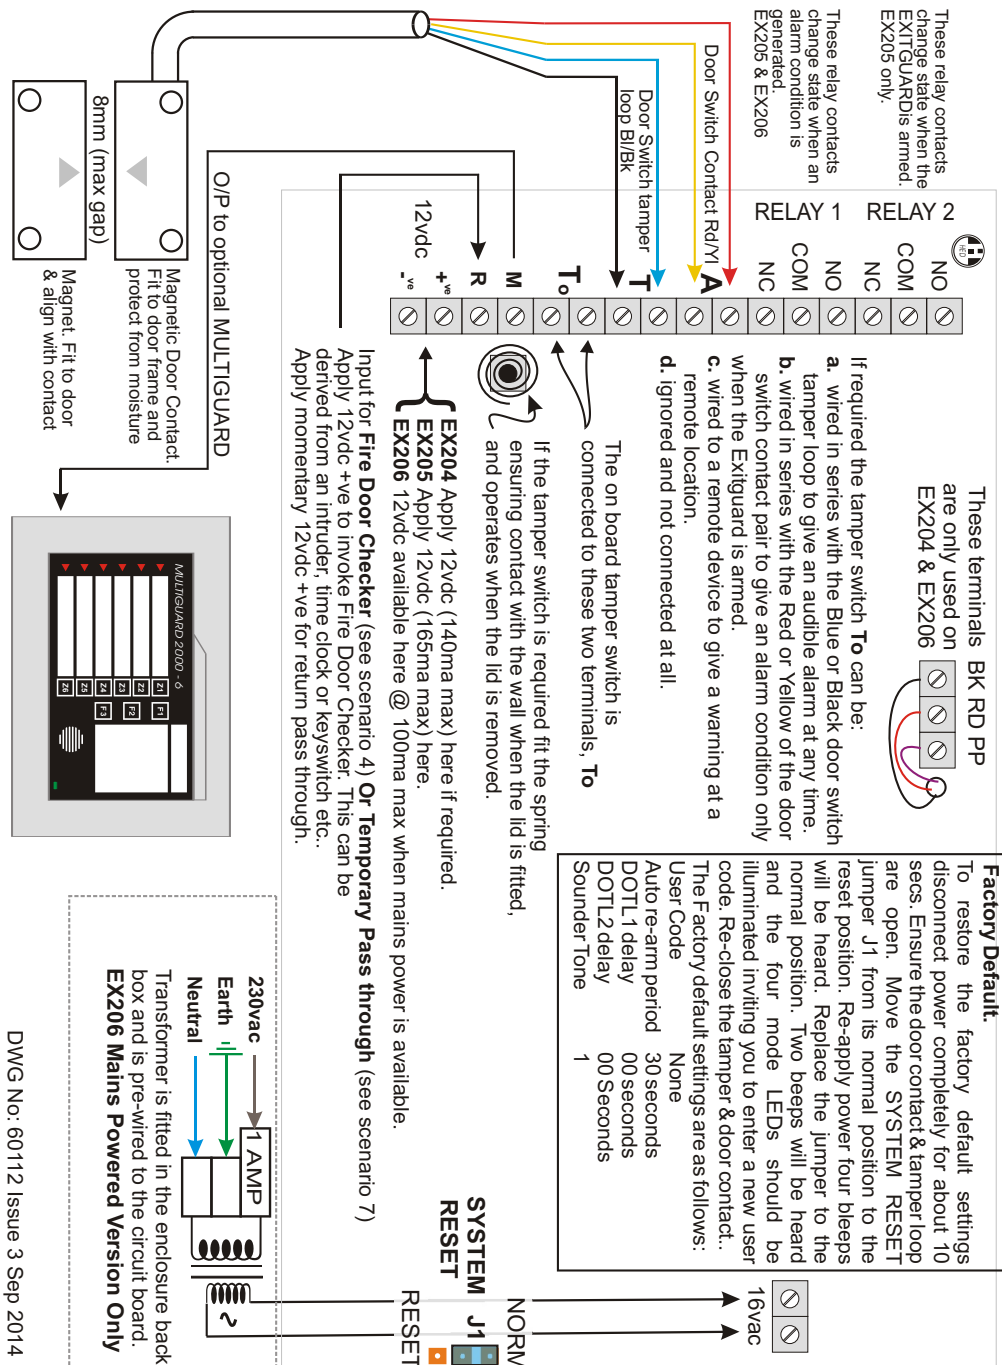 These relay contacts
change state when the
EXITGUARDis armed.
EX205 only.
These relay contacts
change state when an
alarm condition is
generated.
EX205 & EX206
Door Switch Contact Rd/Yl
Door Switch tamper
loop Bl/Bk
RELAY 2
RELAY 1
HED
NO
COM
NC
NO
COM
NC
A
T
To
M
R
+ve
-ve
12vdc
O/P to optional MULTIGUARD
8mm (max gap)
Magnetic Door Contact.
Fit to door frame and
protect from moisture
Magnet. Fit to door
& align with contact
These terminals
are only used on
EX204 & EX206
BK RD PP
If required the tamper switch To can be:
a. wired in series with the Blue or Black door switch
tamper loop to give an audible alarm at any time.
b. wired in series with the Red or Yellow of the door
switch contact pair to give an alarm condition only
when the Exitguard is armed.
c. wired to a remote device to give a warning at a
remote location.
d. ignored and not connected at all.
The on board tamper switch is
connected to these two terminals, To
If the tamper switch is required fit the spring
ensuring contact with the wall when the lid is fitted,
and operates when the lid is removed.
EX204 Apply 12vdc (140ma max) here if required.
EX205 Apply 12vdc (165ma max) here.
EX206 12vdc available here @ 100ma max when mains power is available.
Input for Fire Door Checker (see scenario 4) Or Temporary Pass through (see scenario 7)
Apply 12vdc +ve to invoke Fire Door Checker. This can be
derived from an intruder, time clock or keyswitch etc..
Apply momentary 12vdc +ve for return pass through.
MULTIGUARD 2000 - 6
Z1
Z2
Z3
Z4
Z5
Z6
F1
F2
F3
Factory Default.
To restore the factory default settings
disconnect power completely for about 10
secs. Ensure the door contact & tamper loop
are open. Move the SYSTEM RESET
jumper J1 from its normal position to the
reset position. Re-apply power four bleeps
will be heard. Replace the jumper to the
normal position. Two beeps will be heard
and the four mode LEDs should be
illuminated inviting you to enter a new user
code. Re-close the tamper & door contact..
The Factory default settings are as follows:
User Code None
Auto re-arm period 30 seconds
DOTL1 delay 00 seconds
DOTL2 delay 00 Seconds
Sounder Tone 1
16vac
SYSTEM J1
RESET
NORM
RESET
230vac
Earth
Neutral
1 AMP
Transformer is fitted in the enclosure back
box and is pre-wired to the circuit board.
EX206 Mains Powered Version Only
DWG No: 60112 Issue 3 Sep 2014